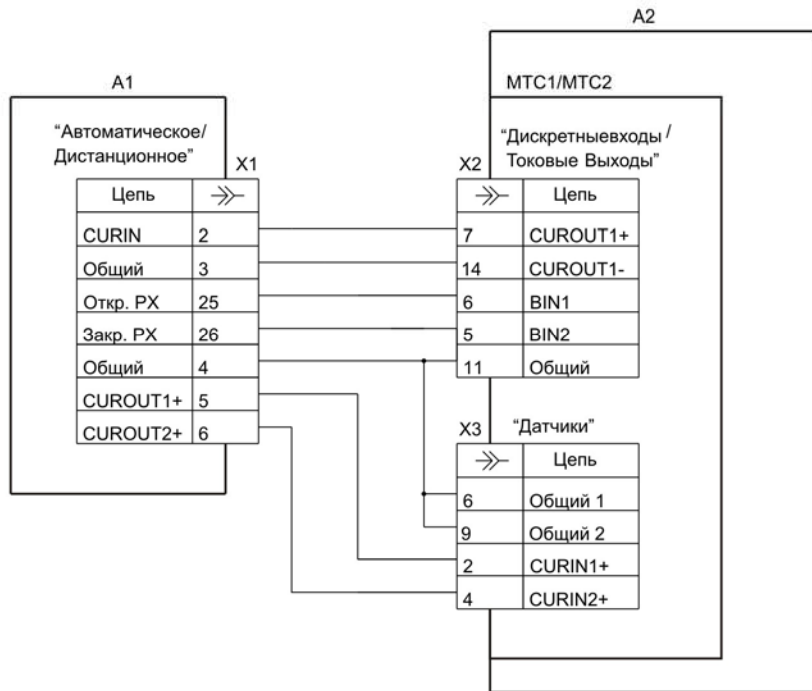 A2
A1
МТС1/МТС2
“Автоматическое/
Дистанционное”
X1
Цепь
CURIN 2
Общий 3
Откр. РХ 25
Закр. РХ 26
Общий 4
CUROUT1+ 5
CUROUT2+ 6
“Дискретныевходы /
Токовые Выходы”
X2
Цепь
7 CUROUT1+
14 CUROUT1-
6 BIN1
5 BIN2
11 Общий
X3 “Датчики”
Цепь
6 Общий 1
9 Общий 2
2 CURIN1+
4 CURIN2+